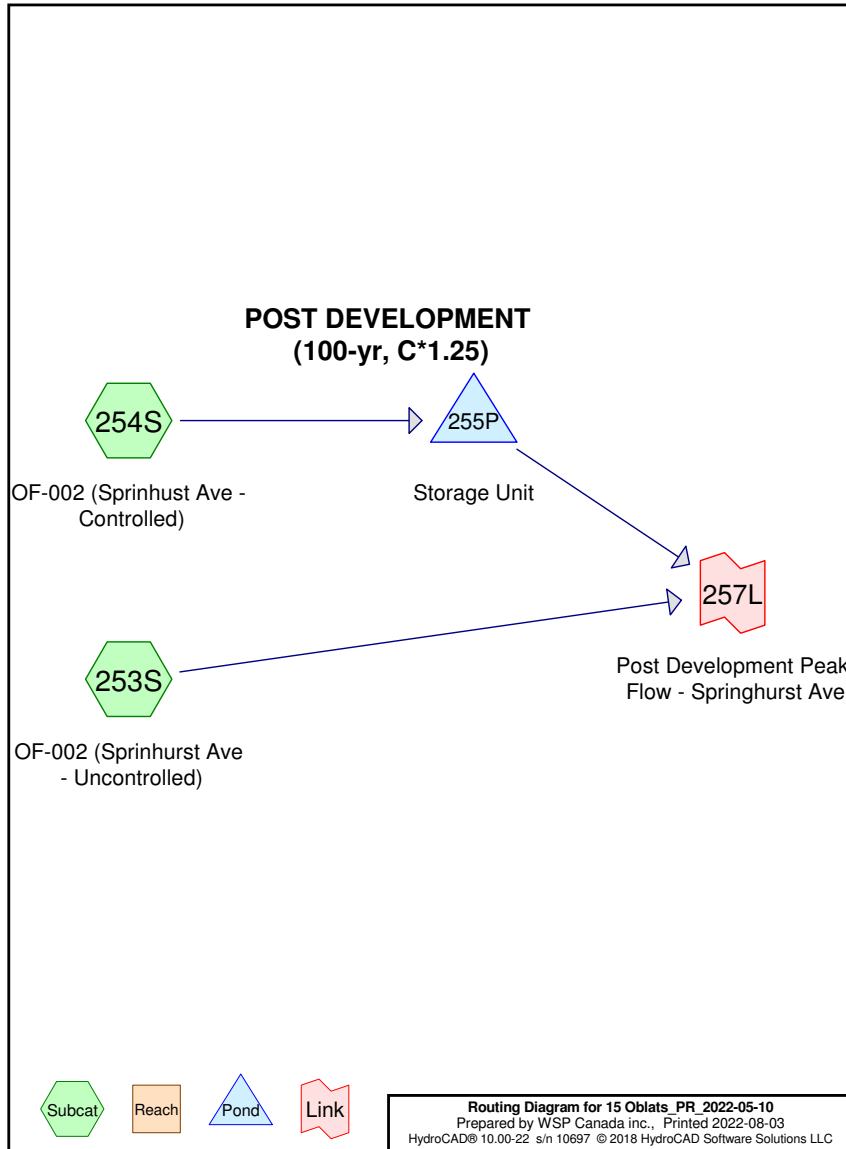 POST DEVELOPMENT
(100-yr, C*1.25)
254S
255P
OF-002 (Sprinhust Ave -
Controlled)
Storage Unit
257L
253S
Post Development Peak
Flow - Springhurst Ave
OF-002 (Sprinhurst Ave
- Uncontrolled)
Subcat
Reach
Pond
Link
Routing Diagram for 15 Oblats_PR_2022-05-10
Prepared by WSP Canada inc., Printed 2022-08-03
HydroCAD® 10.00-22 s/n 10697 © 2018 HydroCAD Software Solutions LLC